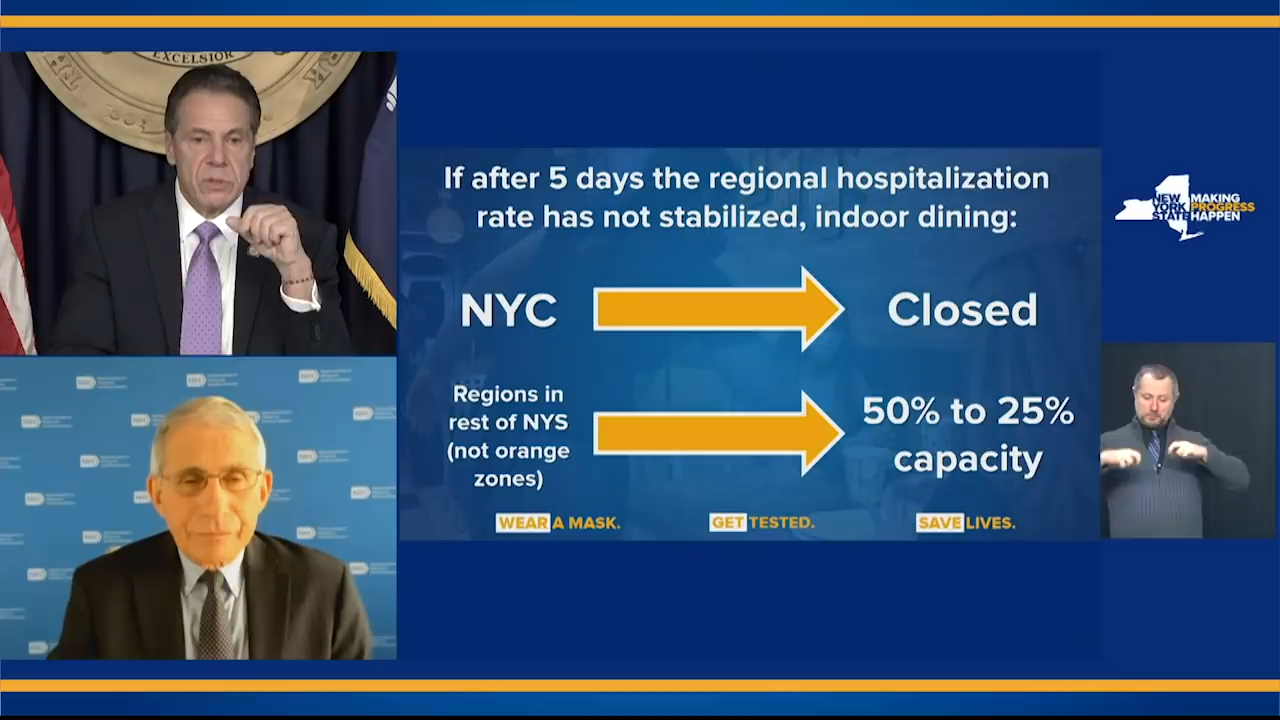 EXCELSIOR
If after 5 days the regional hospitalization
rate has not stabilized, indoor dining:
NYC
Closed
Regions in
rest of NYS
(not orange
zones)
50% to 25%
capacity
WEAR A MASK.
GET TESTED.
SAVE LIVES.
NEW
YORK
STATE
MAKING
PROGRESS
HAPPEN